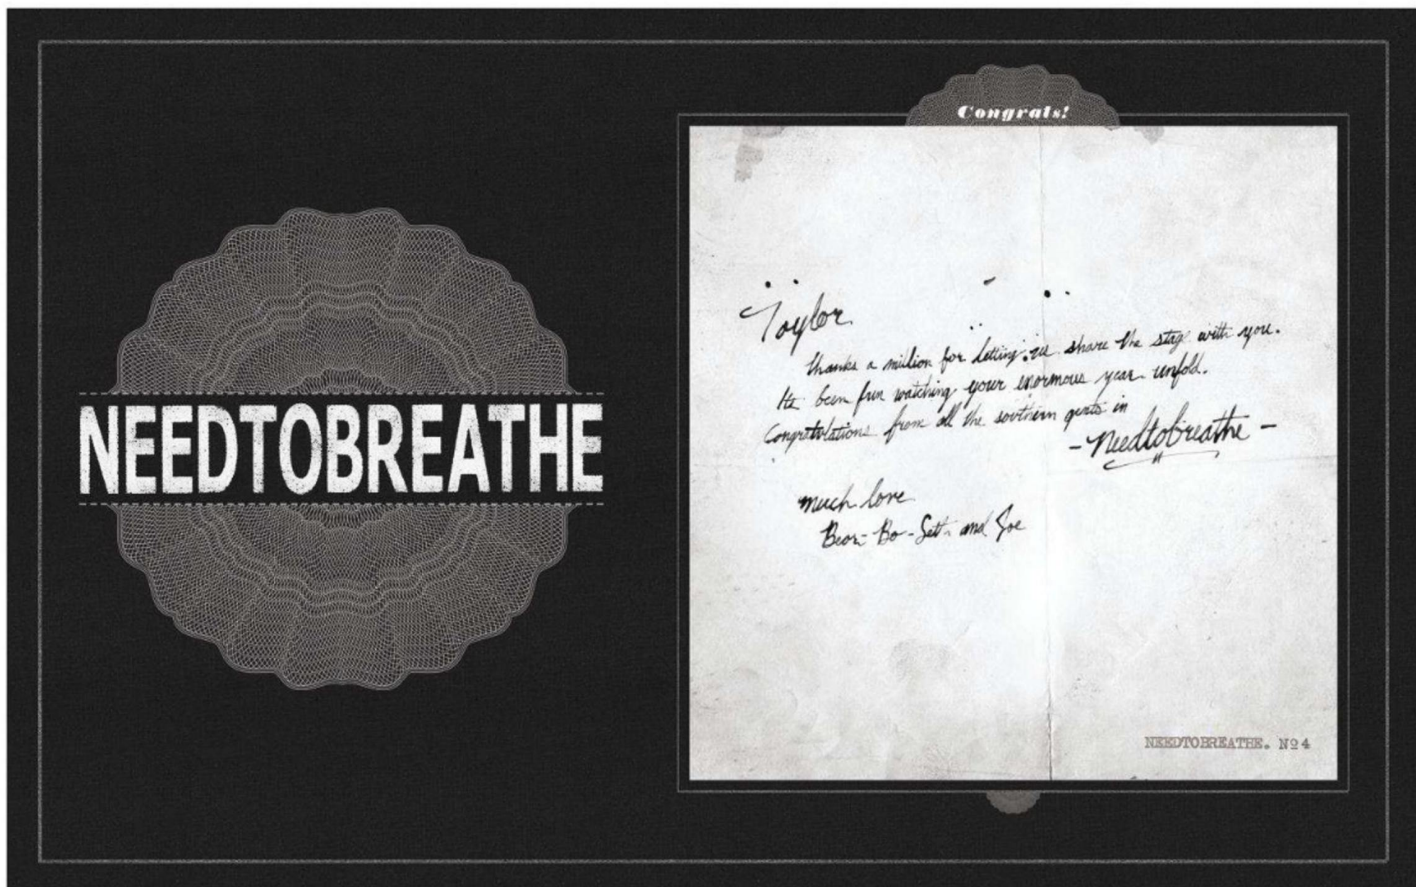 NEEDTOBREATHE
Congrats!
Taylor
thanks a million for letting us share the stage with you.
Its been fun watching your enormous year unfold.
Congratulations from all the southern gents in
-Needtobreathe-
much love
Bear- Bo- Seth and Joe
NEEDTOBREATHE. Nº4